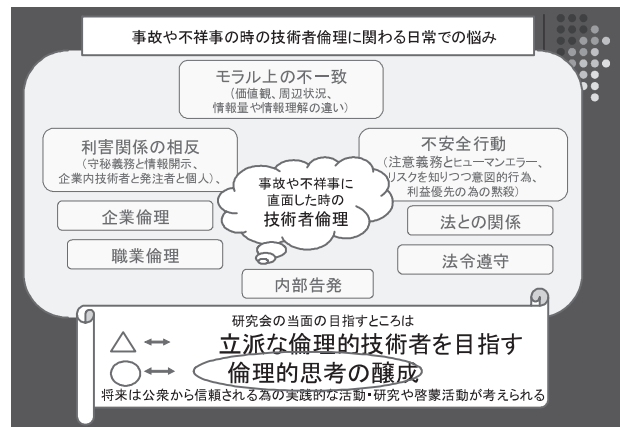 事故や不祥事の時の技術者倫理に関わる日常での悩み
モラル上の不一致
(価値観、周辺状況、
情報量や情報理解の違い)
利害関係の相反
(守秘義務と情報開示、
企業内技術者と発注者と個人)、
不安全行動
(注意義務とヒューマンエラー、
リスクを知りつつ意図的行為、
利益優先の為の黙殺)
事故や不祥事に
直面した時の
技術者倫理
企業倫理
職業倫理
法との関係
法令遵守
内部告発
研究会の当面の目指すところは
△ ↔ 立派な倫理的技術者を目指す
○ ↔ 倫理的思考の醸成
将来は公衆から信頼される為の実践的な活動・研究や啓蒙活動が考えられる